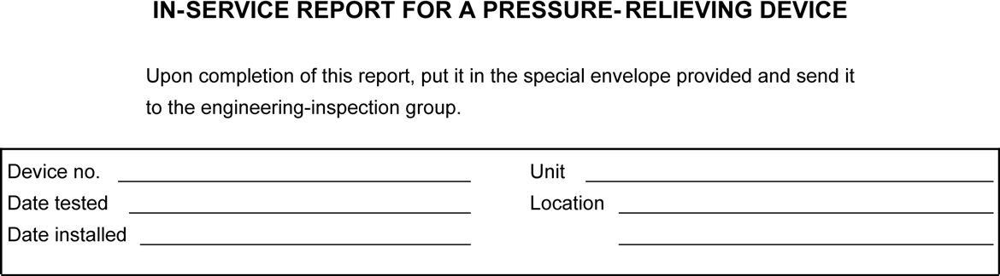 IN-SERVICE REPORT FOR A PRESSURE-RELIEVING DEVICE
Upon completion of this report, put it in the special envelope provided and send it
to the engineering-inspection group.
Device no. Unit
Date tested Location
Date installed